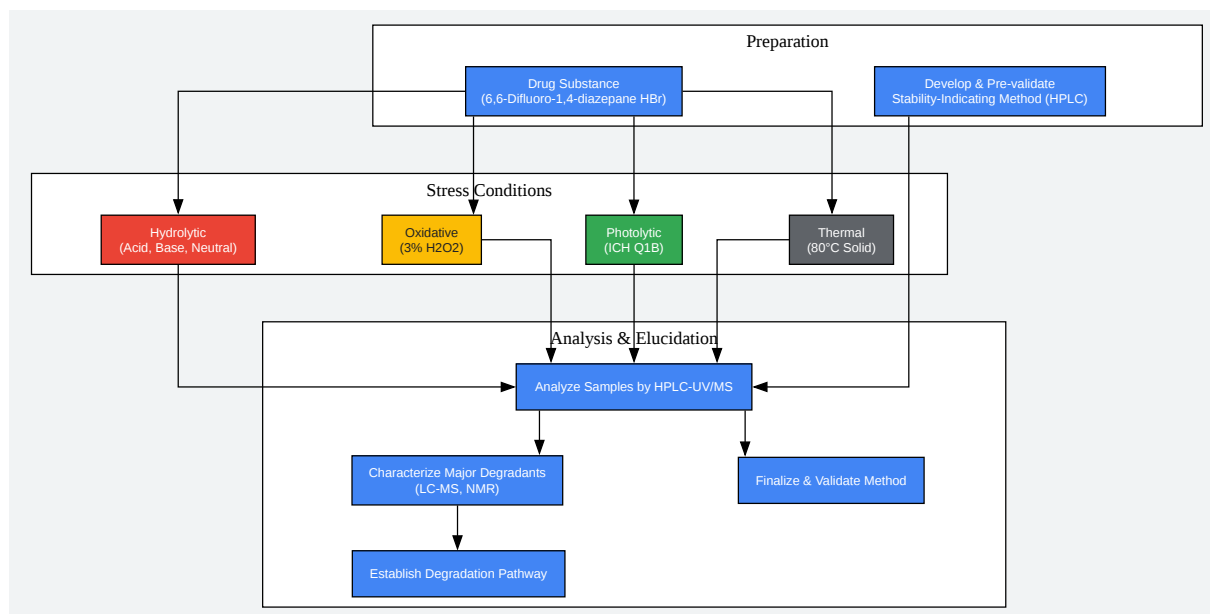 Preparation
Drug Substance
(6,6-Difluoro-1,4-diazepane HBr)
Develop & Pre-validate
Stability-Indicating Method (HPLC)
Stress Conditions
Hydrolytic
(Acid, Base, Neutral)
Oxidative
(3% H2O2)
Photolytic
(ICH Q1B)
Thermal
(80°C Solid)
Analysis & Elucidation
Analyze Samples by HPLC-UV/MS
Characterize Major Degradants
(LC-MS, NMR)
Finalize & Validate Method
Establish Degradation Pathway